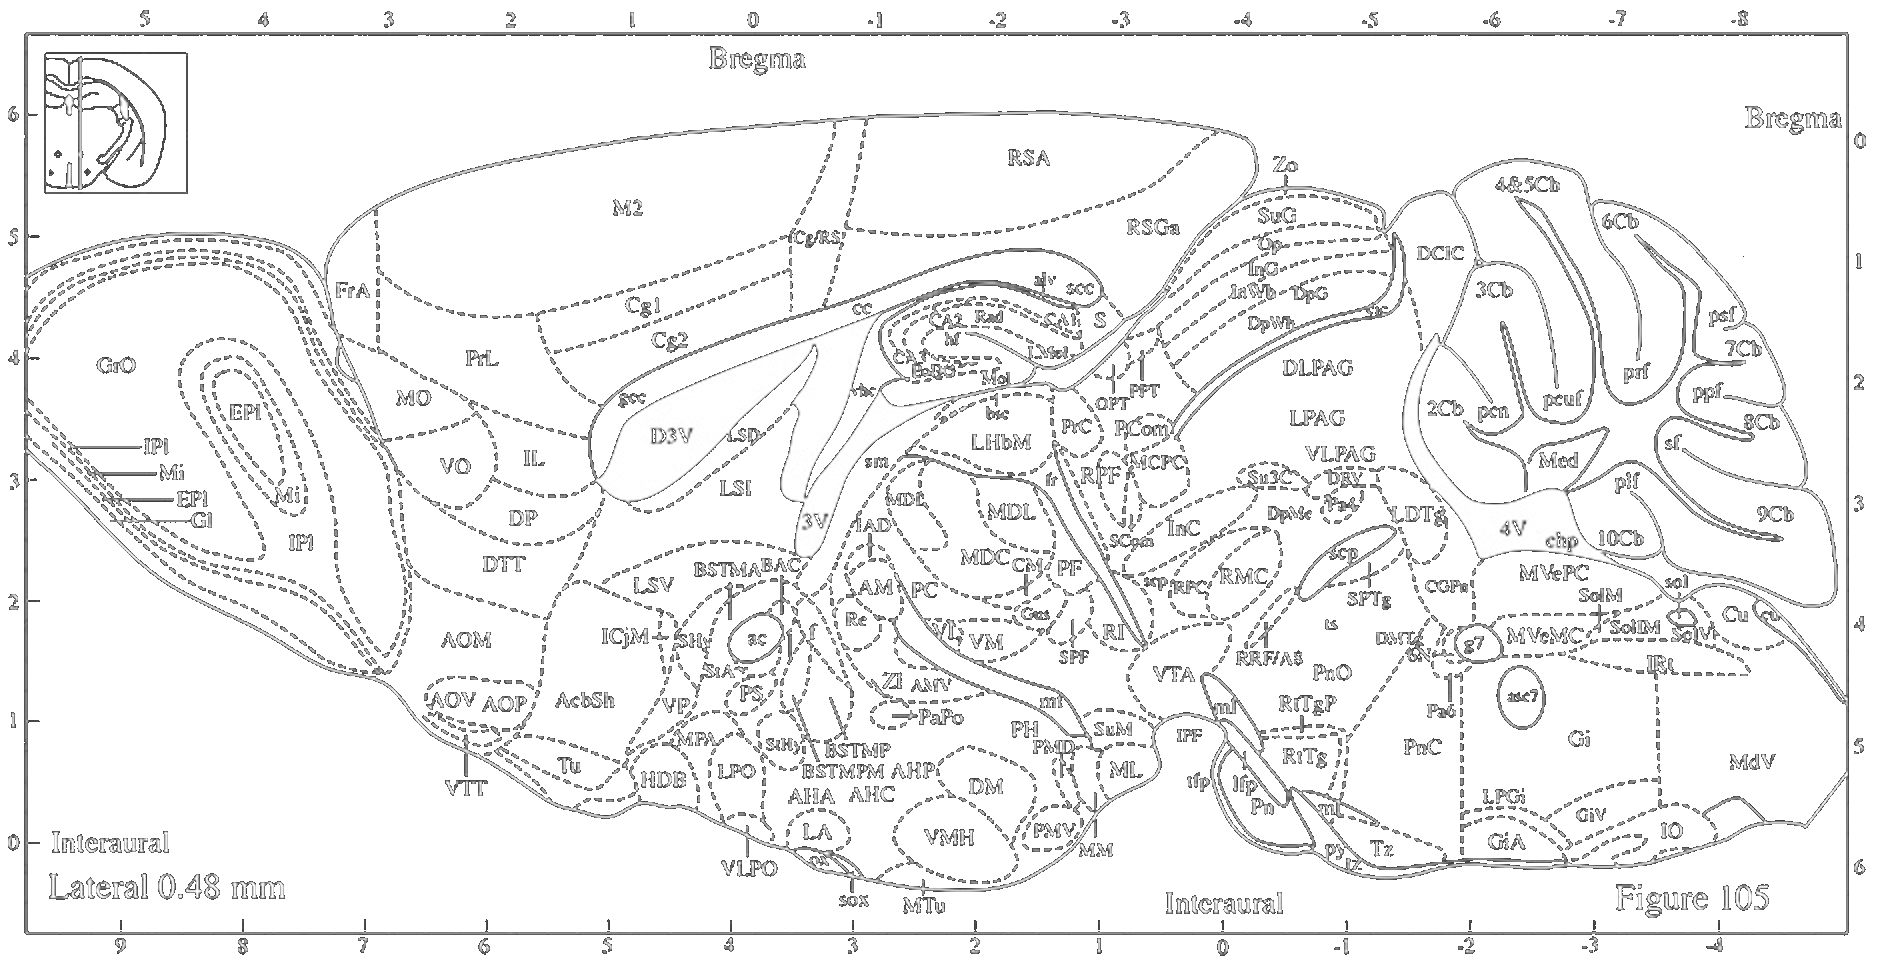 5 4 3 2 1 0 -1 -2 -3 -4 -5 -6 -7 -8
Bregma
6
Bregma
0
RSA
Zo
4&5Cb
M2
SuG
6Cb
5
Cg/RS
RSGa
Op
DCIC
1
FrA
InG
alv
scc
InWh
DpG
3Cb
Cg1
cc
CA2
Rad
CA1
S
DpWh
psf
Cg2
hf
7Cb
4
GrO
PrL
CA3
LMol
DLPAG
prf
2
gcc
vhc
Mol
OPT
PPT
MO
EPl
bsc
2Cb
pcn
pcuf
ppf
LPAG
8Cb
D3V
LSD
LHbM
PrC
PCom
IPl
VO
IL
sm
RPF
MCPC
VLPAG
Med
sf
Mi
LSI
fr
Su3C
DRV
3
EPl
Mi
MDL
plf
3
Gl
DP
3V
IAD
MDL
InC
DpMe
Pa4
LDTg
4V
9Cb
IPl
SCom
chp
10Cb
DTT
BSTMA
BAC
MDC
CM
PF
scp
LSV
AM
PC
scp
RPC
RMC
SPTg
CGPn
MVePC
sol
2
SolM
ICjM
SHy
ac
f
Re
VL
Gus
RI
ts
Cu
cu
4
AOM
VM
SPF
DMTg
g7
MVeMC
SolIM
SolVl
StA
VTA
RRF/A8
PnO
IRt
PS
ZI
AMV
AOV
AOP
AcbSh
VP
mt
ml
RtTgP
Pa6
asc7
1
PaPo
PH
SuM
IPF
MPA
StHy
BSTMP
PMD
RtTg
PnC
Gi
5
VTT
Tu
HDB
LPO
BSTMPM
AHP
DM
ML
tfp
lfp
MdV
AHA
AHC
Pn
ml
LPGi
GiV
LA
VMH
PMV
GiA
IO
Interaural
0
VLPO
ox
MM
py
tz
Tz
6
Lateral 0.48 mm
sox
MTu
Interaural
Figure 105
9 8 7 6 5 4 3 2 1 0 -1 -2 -3 -4